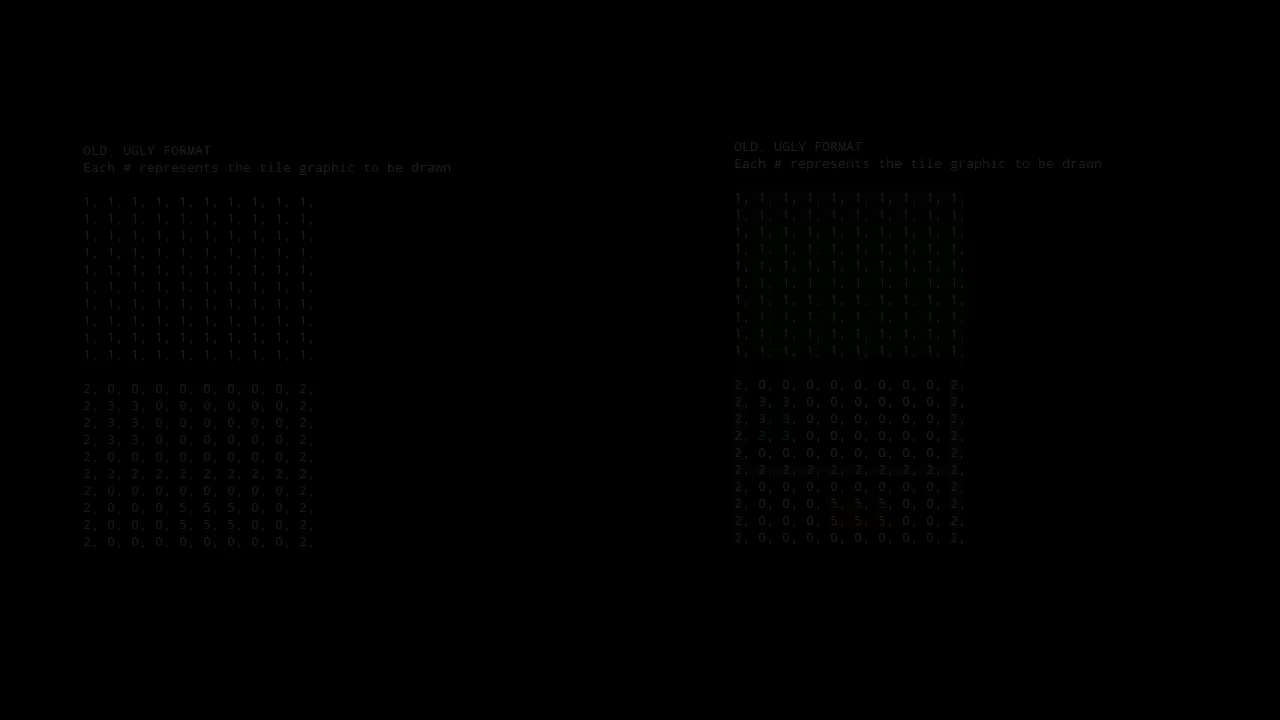 OLD, UGLY FORMAT
Each # represents the tile graphic to be drawn
1, 1, 1, 1, 1, 1, 1, 1, 1, 1,
1, 1, 1, 1, 1, 1, 1, 1, 1, 1,
1, 1, 1, 1, 1, 1, 1, 1, 1, 1,
1, 1, 1, 1, 1, 1, 1, 1, 1, 1,
1, 1, 1, 1, 1, 1, 1, 1, 1, 1,
1, 1, 1, 1, 1, 1, 1, 1, 1, 1,
1, 1, 1, 1, 1, 1, 1, 1, 1, 1,
1, 1, 1, 1, 1, 1, 1, 1, 1, 1,
1, 1, 1, 1, 1, 1, 1, 1, 1, 1,
1, 1, 1, 1, 1, 1, 1, 1, 1, 1,
2, 0, 0, 0, 0, 0, 0, 0, 0, 2,
2, 3, 3, 0, 0, 0, 0, 0, 0, 2,
2, 3, 3, 0, 0, 0, 0, 0, 0, 2,
2, 3, 3, 0, 0, 0, 0, 0, 0, 2,
2, 0, 0, 0, 0, 0, 0, 0, 0, 2,
2, 2, 2, 2, 2, 2, 2, 2, 2, 2,
2, 0, 0, 0, 0, 0, 0, 0, 0, 2,
2, 0, 0, 0, 5, 5, 5, 0, 0, 2,
2, 0, 0, 0, 5, 5, 5, 0, 0, 2,
2, 0, 0, 0, 0, 0, 0, 0, 0, 2,
OLD, UGLY FORMAT
Each # represents the tile graphic to be drawn
1, 1, 1, 1, 1, 1, 1, 1, 1, 1,
1, 1, 1, 1, 1, 1, 1, 1, 1, 1,
1, 1, 1, 1, 1, 1, 1, 1, 1, 1,
1, 1, 1, 1, 1, 1, 1, 1, 1, 1,
1, 1, 1, 1, 1, 1, 1, 1, 1, 1,
1, 1, 1, 1, 1, 1, 1, 1, 1, 1,
1, 1, 1, 1, 1, 1, 1, 1, 1, 1,
1, 1, 1, 1, 1, 1, 1, 1, 1, 1,
1, 1, 1, 1, 1, 1, 1, 1, 1, 1,
1, 1, 1, 1, 1, 1, 1, 1, 1, 1,
2, 0, 0, 0, 0, 0, 0, 0, 0, 2,
2, 3, 3, 0, 0, 0, 0, 0, 0, 2,
2, 3, 3, 0, 0, 0, 0, 0, 0, 2,
2, 3, 3, 0, 0, 0, 0, 0, 0, 2,
2, 0, 0, 0, 0, 0, 0, 0, 0, 2,
2, 2, 2, 2, 2, 2, 2, 2, 2, 2,
2, 0, 0, 0, 0, 0, 0, 0, 0, 2,
2, 0, 0, 0, 5, 5, 5, 0, 0, 2,
2, 0, 0, 0, 5, 5, 5, 0, 0, 2,
2, 0, 0, 0, 0, 0, 0, 0, 0, 2,